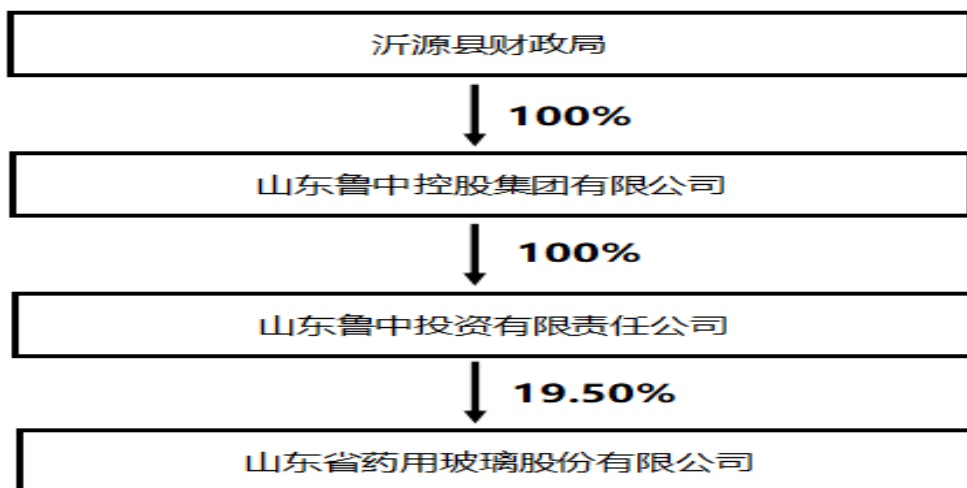 沂源县财政局
100%
山东鲁中控股集团有限公司
100%
山东鲁中投资有限责任公司
19.50%
山东省药用玻璃股份有限公司